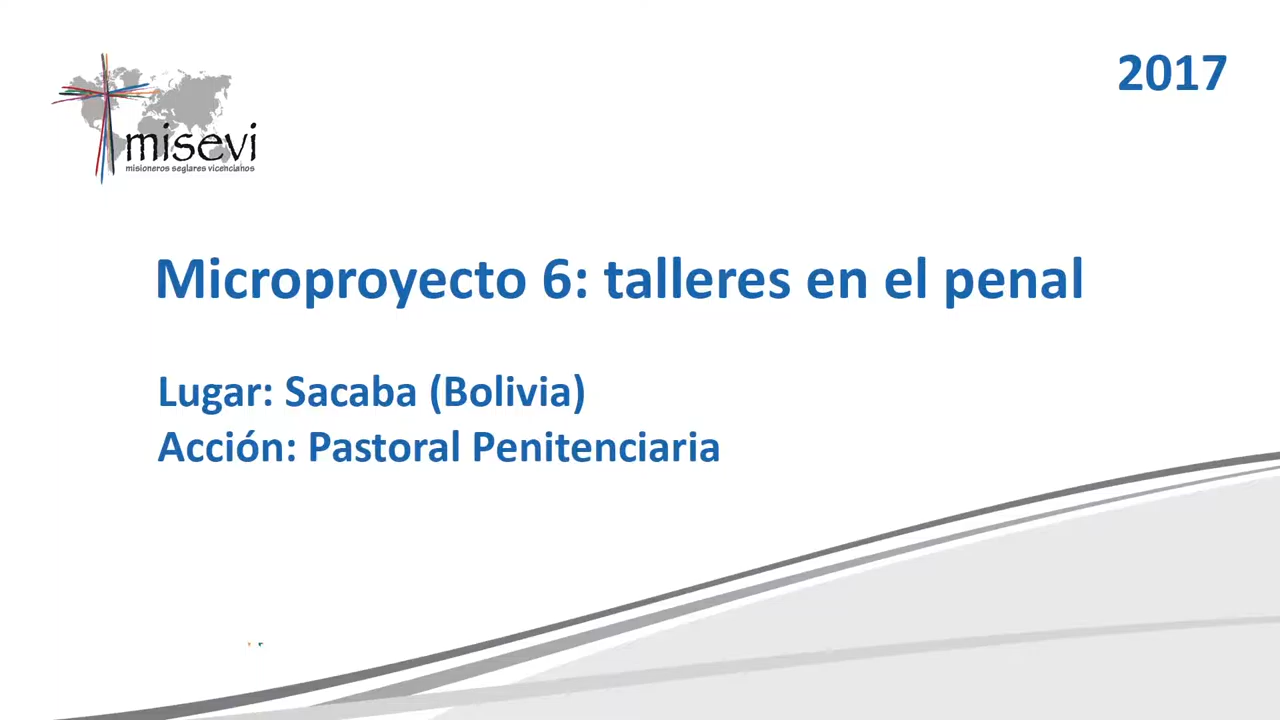 2017
misevi
misioneros seglares vicencianos
Microproyecto 6: talleres en el penal
Lugar: Sacaba (Bolivia)
Acción: Pastoral Penitenciaria